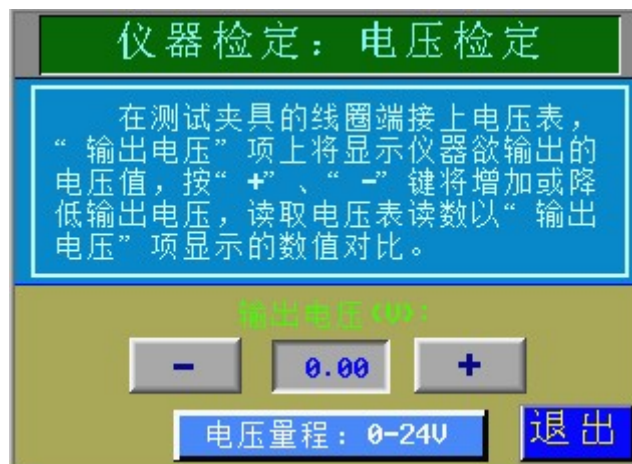 仪器检定：电压检定
在测试夹具的线圈端接上电压表，
“输出电压”项上将显示仪器欲输出的
电压值，按“+”、“-”键将增加或降
低输出电压，读取电压表读数以“输出
电压”项显示的数值对比。
输出电压(V):
- 0.00 +
电压量程：0-24V 退出